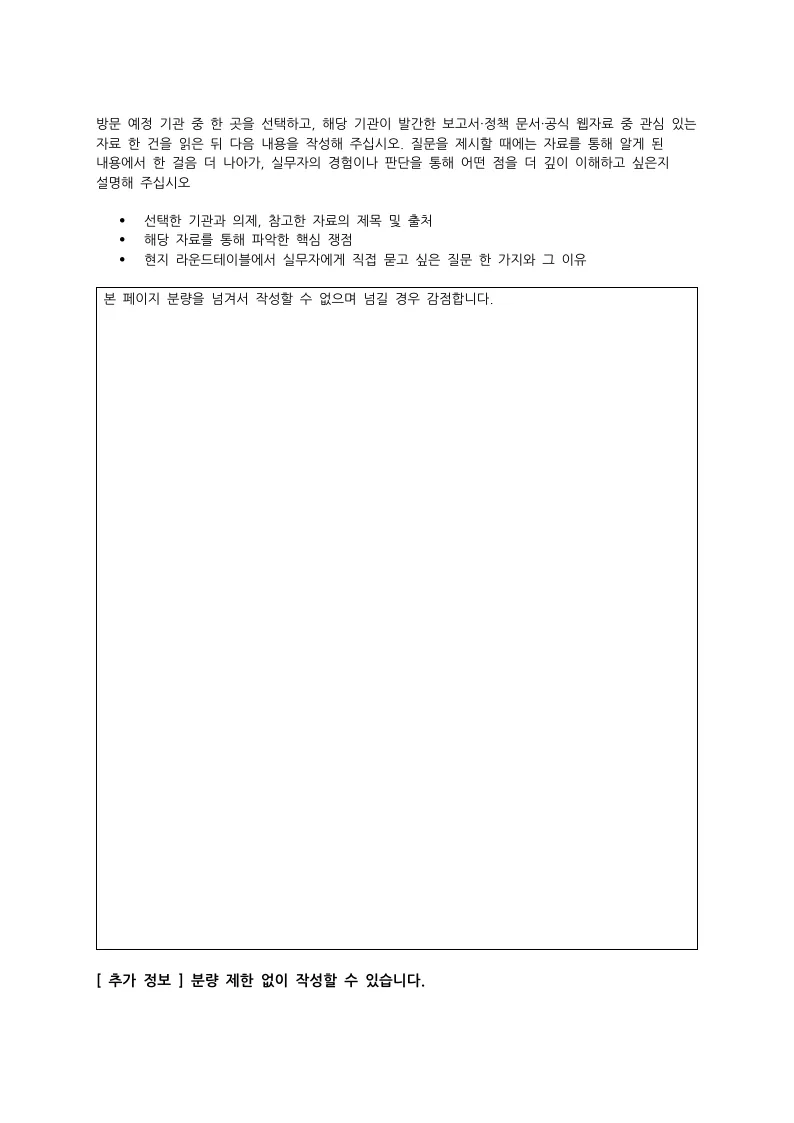 방문 예정 기관 중 한 곳을 선택하고, 해당 기관이 발간한 보고서·정책 문서·공식 웹자료 중 관심 있는
자료 한 건을 읽은 뒤 다음 내용을 작성해 주십시오. 질문을 제시할 때에는 자료를 통해 알게 된
내용에서 한 걸음 더 나아가, 실무자의 경험이나 판단을 통해 어떤 점을 더 깊이 이해하고 싶은지
설명해 주십시오
• 선택한 기관과 의제, 참고한 자료의 제목 및 출처
• 해당 자료를 통해 파악한 핵심 쟁점
• 현지 라운드테이블에서 실무자에게 직접 묻고 싶은 질문 한 가지와 그 이유
본 페이지 분량을 넘겨서 작성할 수 없으며 넘길 경우 감점합니다.
[ 추가 정보 ] 분량 제한 없이 작성할 수 있습니다.